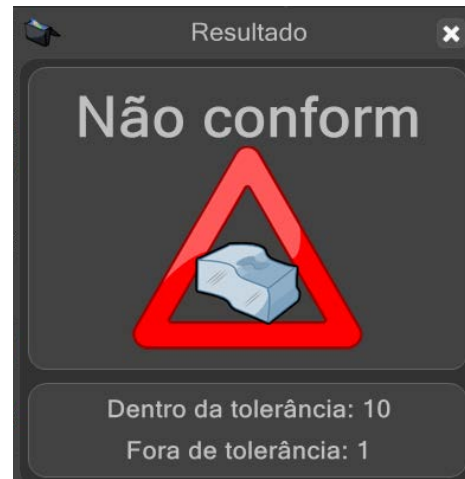 Resultado
Não conform
Dentro da tolerância: 10
Fora de tolerância: 1